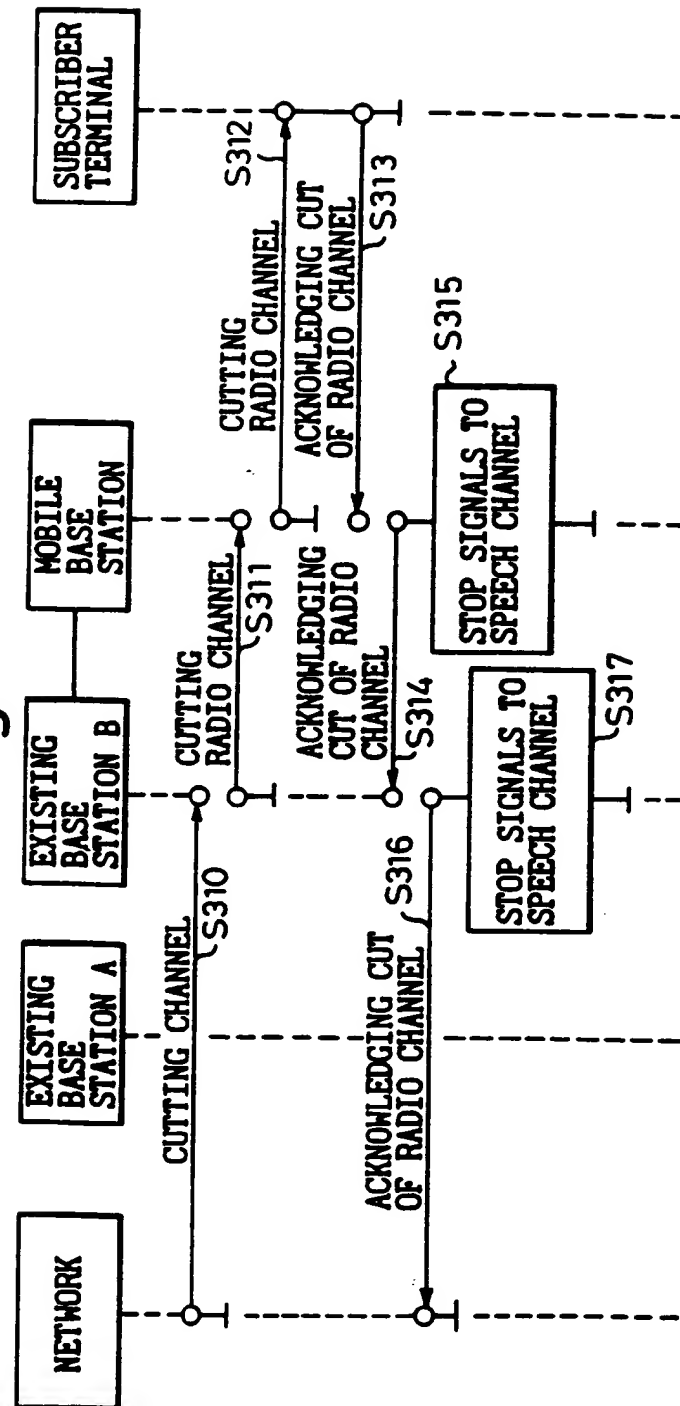 NETWORK
EXISTING
BASE
STATION A
EXISTING
BASE
STATION B
MOBILE
BASE
STATION
SUBSCRIBER
TERMINAL
CUTTING CHANNEL
S310
CUTTING
RADIO CHANNEL
S311
CUTTING
RADIO CHANNEL
S312
ACKNOWLEDGING CUT
OF RADIO CHANNEL
S313
ACKNOWLEDGING
CUT OF RADIO
CHANNEL
S314
STOP SIGNALS TO
SPEECH CHANNEL
S315
ACKNOWLEDGING CUT
OF RADIO CHANNEL
S316
STOP SIGNALS TO
SPEECH CHANNEL
S317